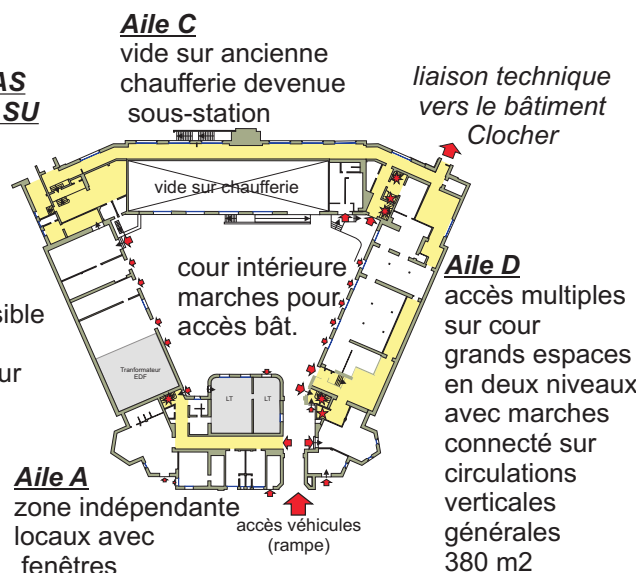 Aile C
vide sur ancienne
chaufferie devenue
sous-station
AS
SU
liaison technique
vers le bâtiment
Clocher
vide sur chaufferie
cour intérieure
marches pour
accès bât.
sible
ur
Tranformateur
EDF
LT
LT
Aile D
accès multiples
sur cour
grands espaces
en deux niveaux
avec marches
connecté sur
circulations
verticales
générales
380 m2
Aile A
zone indépendante
locaux avec
fenêtres
accès véhicules
(rampe)